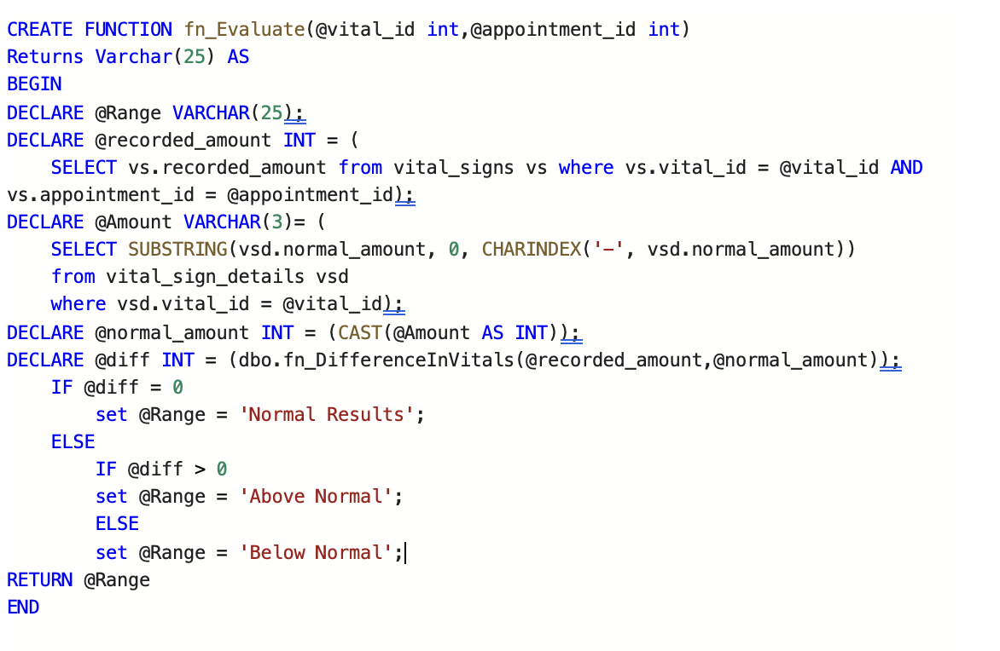 CREATE FUNCTION fn_Evaluate(@vital_id int,@appointment_id int)
Returns Varchar(25) AS
BEGIN
DECLARE @Range VARCHAR(25);
DECLARE @recorded_amount INT = (
    SELECT vs.recorded_amount from vital_signs vs where vs.vital_id = @vital_id AND
vs.appointment_id = @appointment_id);
DECLARE @Amount VARCHAR(3)= (
    SELECT SUBSTRING(vsd.normal_amount, 0, CHARINDEX('-', vsd.normal_amount))
    from vital_sign_details vsd
    where vsd.vital_id = @vital_id);
DECLARE @normal_amount INT = (CAST(@Amount AS INT));
DECLARE @diff INT = (dbo.fn_DifferenceInVitals(@recorded_amount,@normal_amount));
    IF @diff = 0
        set @Range = 'Normal Results';
    ELSE
        IF @diff > 0
        set @Range = 'Above Normal';
        ELSE
        set @Range = 'Below Normal';
RETURN @Range
END